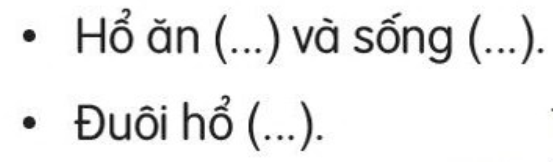 • Hổ ăn (...) và sống (...).
• Đuôi hổ (...).